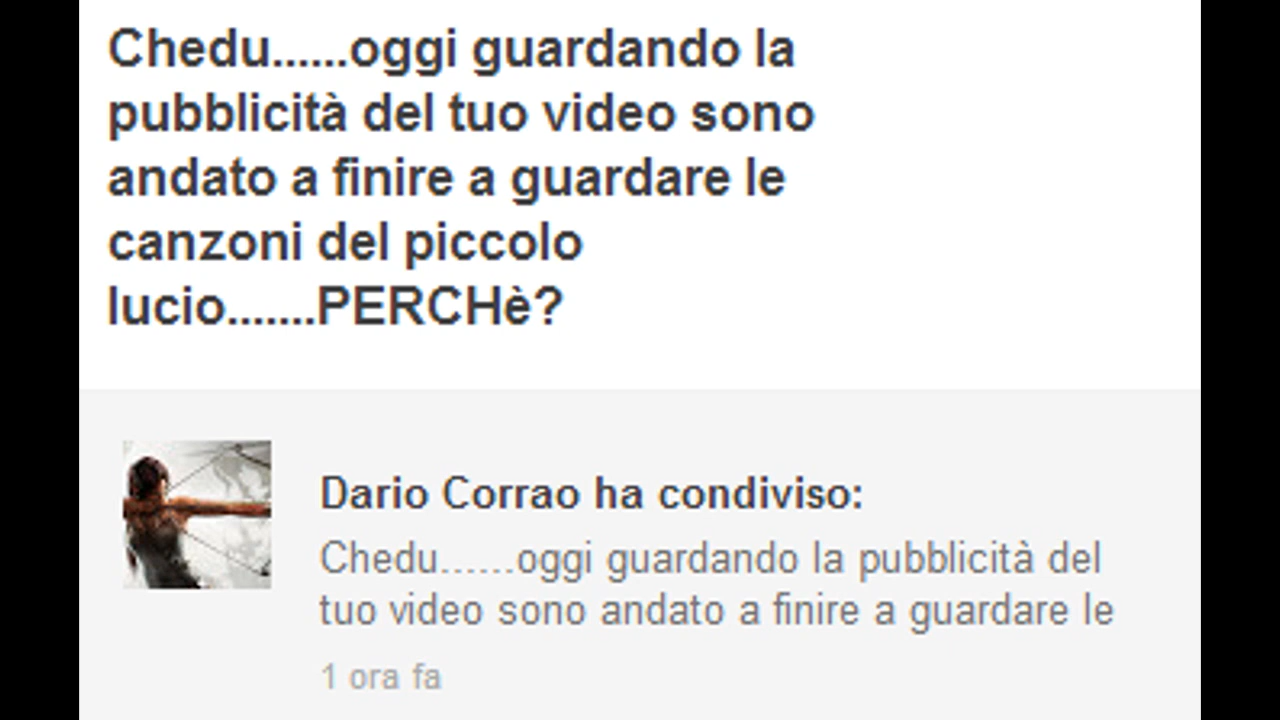 Chedu......oggi guardando la
pubblicità del tuo video sono
andato a finire a guardare le
canzoni del piccolo
lucio.......PERCHè?
Dario Corrao ha condiviso:
Chedu......oggi guardando la pubblicità del
tuo video sono andato a finire a guardare le
1 ora fa